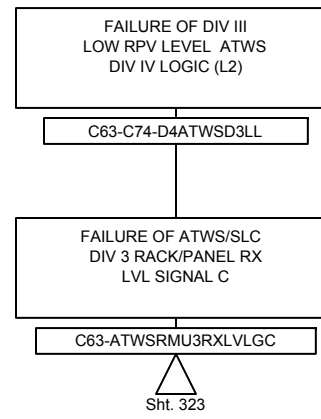 FAILURE OF DIV III
LOW RPV LEVEL ATWS
DIV IV LOGIC (L2)
C63-C74-D4ATWSD3LL
FAILURE OF ATWS/SLC
DIV 3 RACK/PANEL RX
LVL SIGNAL C
C63-ATWSRMU3RXLVLGC
Sht. 323